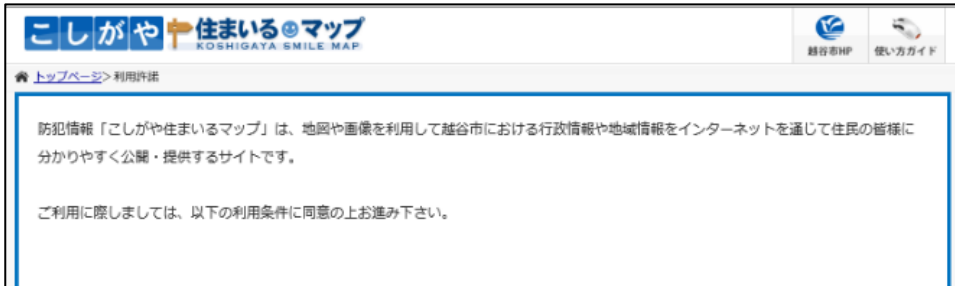 こしがや住まいるマップ
KOSHIGAYA SMILE MAP
越谷市HP
使い方ガイド
トップページ>利用許諾
防犯情報「こしがや住まいるマップ」は、地図や画像を利用して越谷市における行政情報や地域情報をインターネットを通じて住民の皆様に
分かりやすく公開・提供するサイトです。
ご利用に際しましては、以下の利用条件に同意の上お進み下さい。